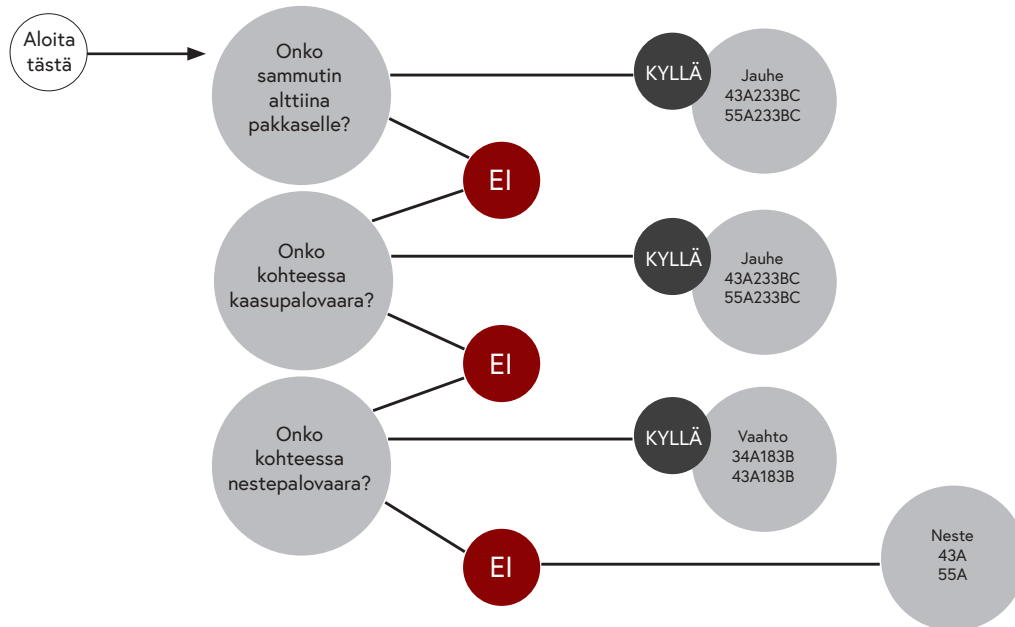 Aloita
tästä
Onko
sammutin
alttiina
pakkaselle?
KYLLÄ
Jauhe
43A233BC
55A233BC
EI
Onko
kohteessa
kaasupalovaara?
KYLLÄ
Jauhe
43A233BC
55A233BC
EI
Onko
kohteessa
nestepalovaara?
KYLLÄ
Vaahto
34A183B
43A183B
EI
Neste
43A
55A